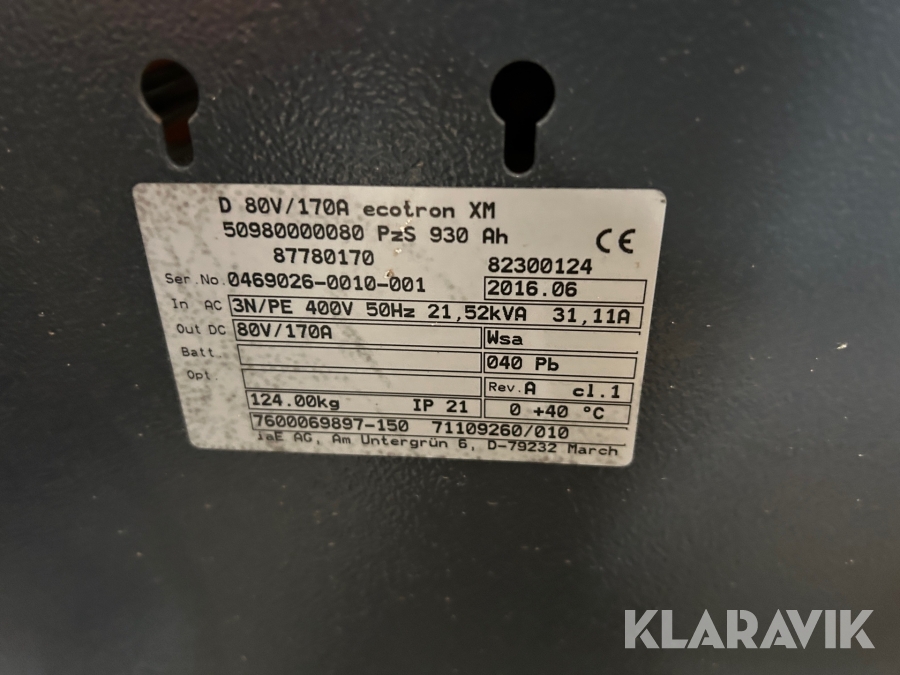 D 80V/170A ecotron XM
50980000080 PzS 930 Ah
CE
87780170
82300124
Ser.No. 0469026-0010-001
2016.06
In AC 3N/PE 400V 50Hz 21,52kVA 31,11A
Out DC 80V/170A
Wsa
Batt.
040 Pb
Opt.
Rev. A cl.1
124.00kg IP 21
0 +40 °C
7600069897-150 71109260/010
AG, Am Untergrün 6, D-79232 March
KLARAVIK